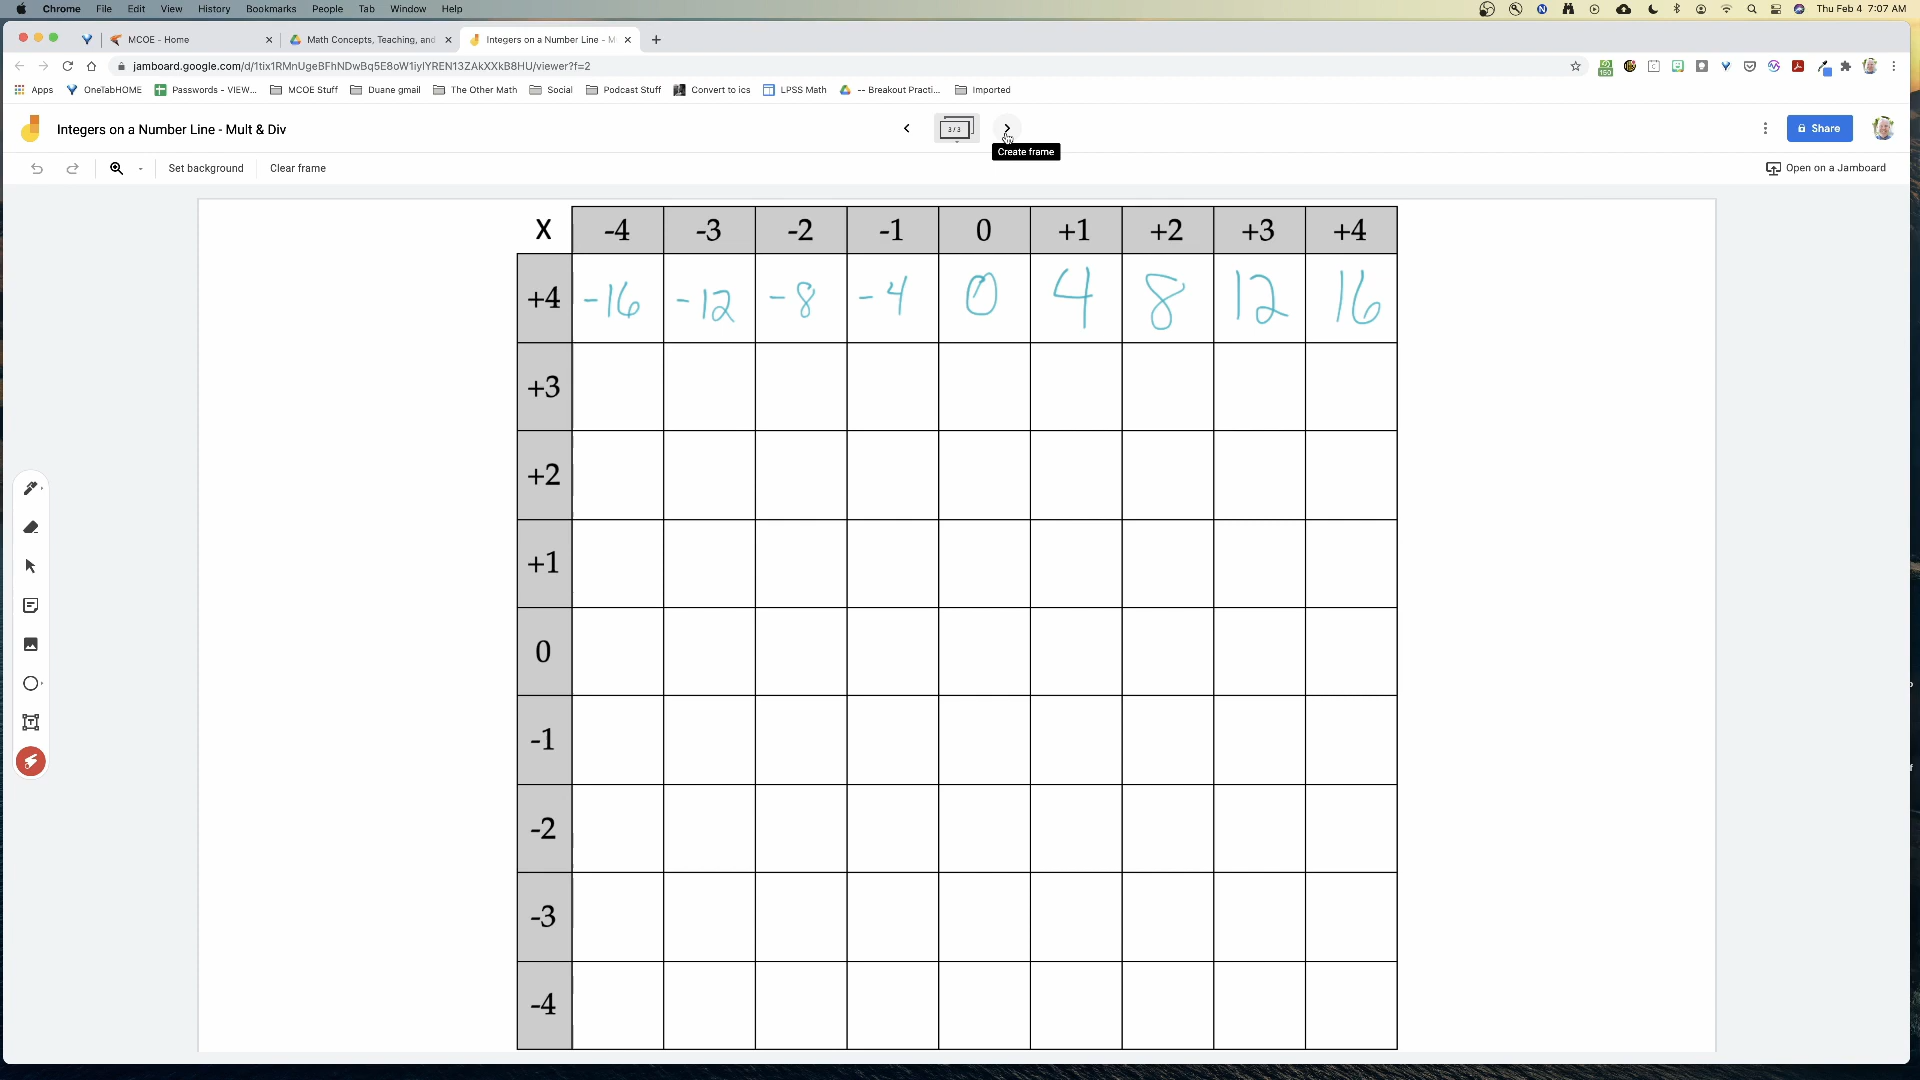 Chrome File Edit View History Bookmarks People Tab Window Help Thu Feb 4 7:07 AM
MCOE - Home Math Concepts, Teaching, and Integers on a Number Line - M
jamboard.google.com/d/1tix1RMnUgeBFhNDwBq5E8oW1iyIYREN13ZAkXXkB8HU/viewer?f=2
Apps OneTabHOME Passwords - VIEW... MCOE Stuff Duane gmail The Other Math Social Podcast Stuff Convert to ics LPSS Math -- Breakout Practi... Imported
Integers on a Number Line - Mult & Div 3 / 3 Share
Create frame
Set background Clear frame Open on a Jamboard
X -4 -3 -2 -1 0 +1 +2 +3 +4
+4 -16 -12 -8 -4 0 4 8 12 16
+3
+2
+1
0
-1
-2
-3
-4